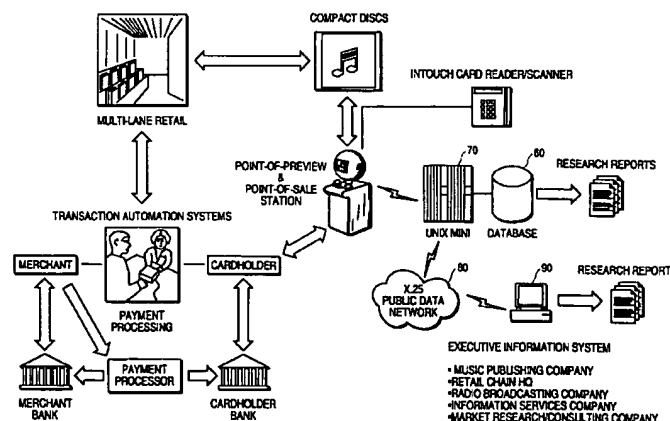 COMPACT DISCS
INTOUCH CARD READER/SCANNER
MULTI-LANE RETAIL
70
60
POINT-OF-PREVIEW
&
POINT-OF-SALE
STATION
RESEARCH REPORTS
TRANSACTION AUTOMATION SYSTEMS
UNIX MINI
DATABASE
MERCHANT
CARDHOLDER
80
90
RESEARCH REPORT
X.25
PUBLIC DATA
NETWORK
PAYMENT
PROCESSING
EXECUTIVE INFORMATION SYSTEM
PAYMENT
PROCESSOR
• MUSIC PUBLISHING COMPANY
•RETAIL CHAIN HQ
•RADIO BROADCASTING COMPANY
•INFORMATION SERVICES COMPANY
•MARKET RESEARCH/CONSULTING COMPANY
MERCHANT
BANK
CARDHOLDER
BANK